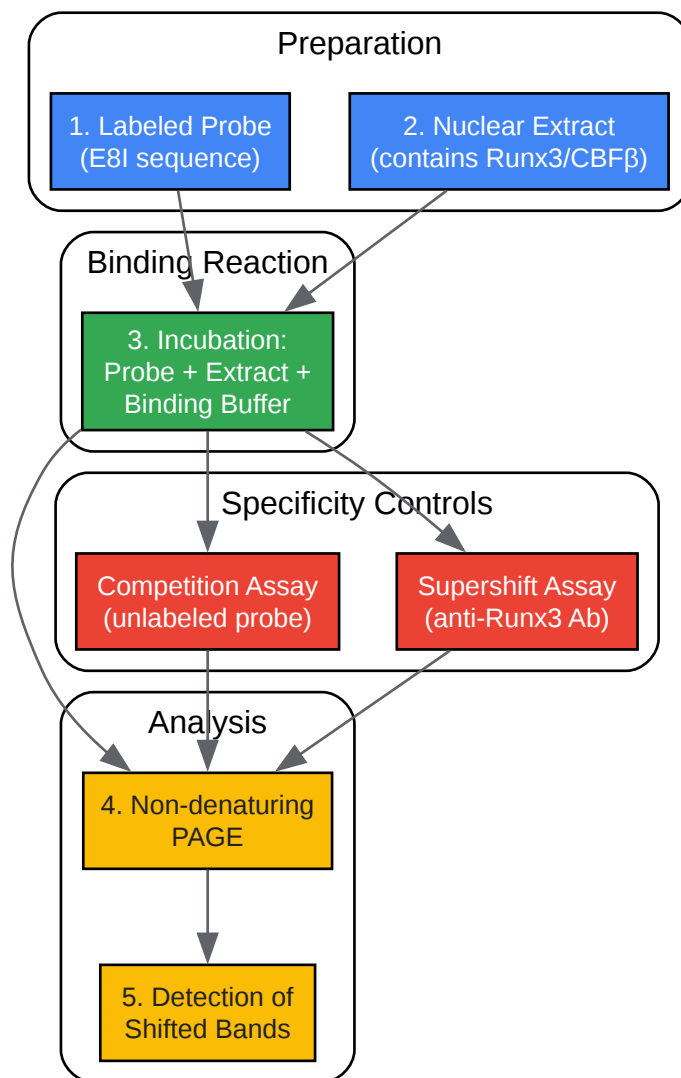 Preparation
1. Labeled Probe
(E8I sequence)
2. Nuclear Extract
(contains Runx3/CBFβ)
Binding Reaction
3. Incubation:
Probe + Extract +
Binding Buffer
Specificity Controls
Competition Assay
(unlabeled probe)
Supershift Assay
(anti-Runx3 Ab)
Analysis
4. Non-denaturing
PAGE
5. Detection of
Shifted Bands